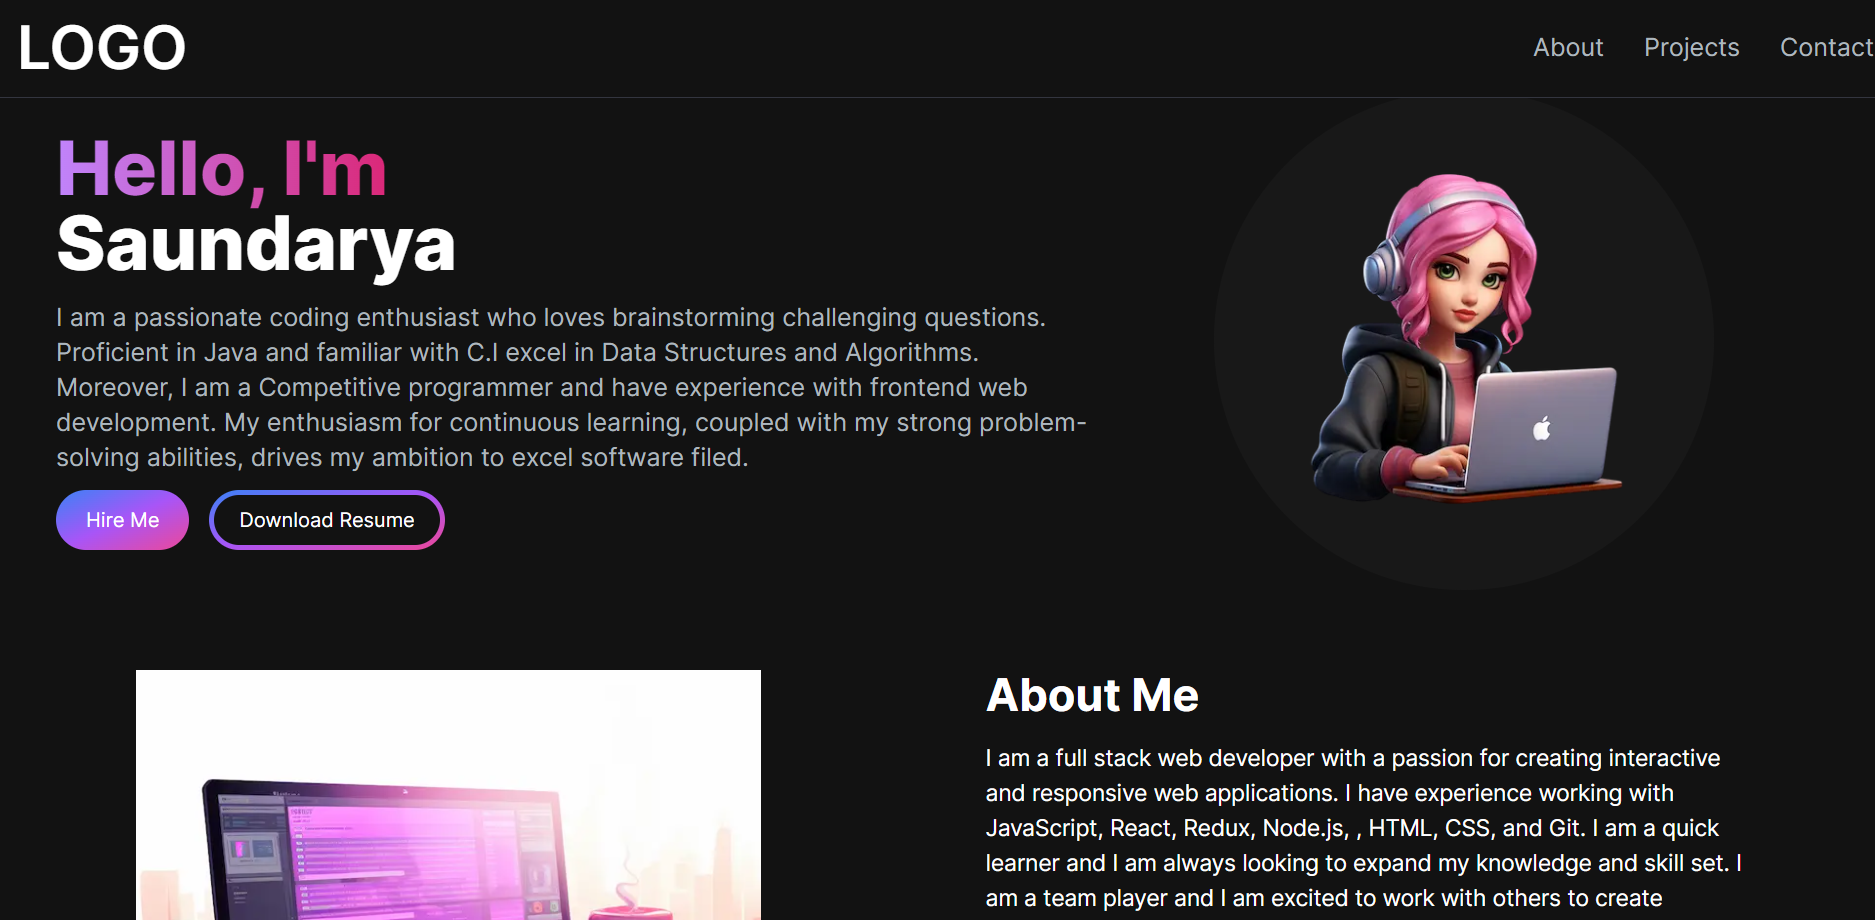 LOGO
About Projects Contact
Hello, I'm
Saundarya
I am a passionate coding enthusiast who loves brainstorming challenging questions.
Proficient in Java and familiar with C.I excel in Data Structures and Algorithms.
Moreover, I am a Competitive programmer and have experience with frontend web
development. My enthusiasm for continuous learning, coupled with my strong problem-
solving abilities, drives my ambition to excel software filed.
Hire Me Download Resume
About Me
I am a full stack web developer with a passion for creating interactive
and responsive web applications. I have experience working with
JavaScript, React, Redux, Node.js, , HTML, CSS, and Git. I am a quick
learner and I am always looking to expand my knowledge and skill set. I
am a team player and I am excited to work with others to create